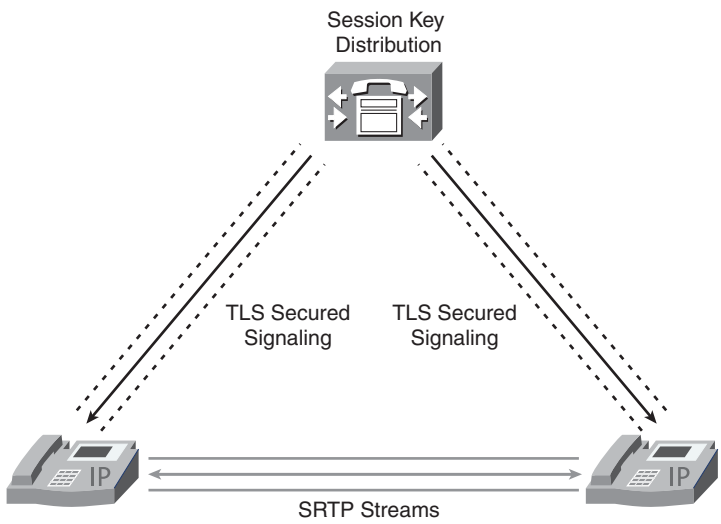 Session Key
Distribution
TLS Secured
Signaling
TLS Secured
Signaling
IP
IP
SRTP Streams